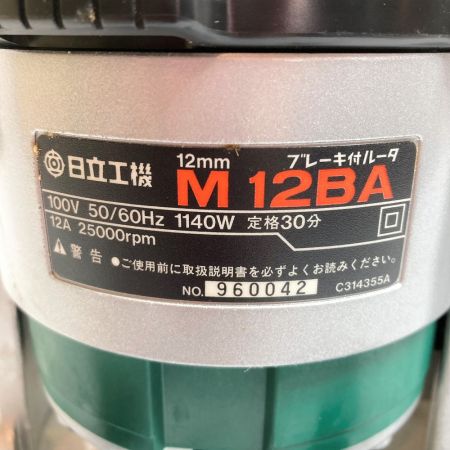 12mm ブレーキ付ルータ
日立工機 M 12BA
100V 50/60Hz 1140W 定格30分
12A 25000rpm
⚠警告 ●ご使用前に取扱説明書を必ずよくお読みください。
NO. 960042 C314355A